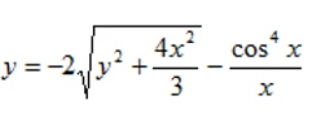 y = -2√(y² + 4x²/3) - cos⁴ x/x